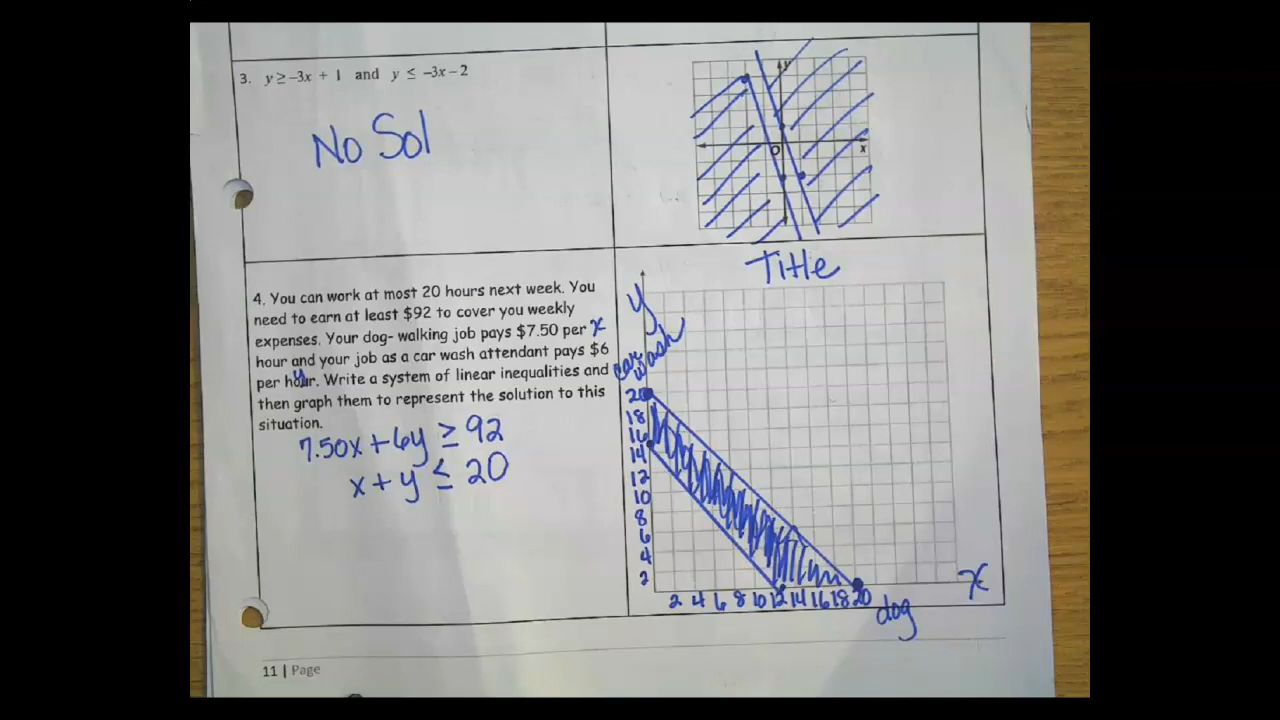 3. y ≥ -3x + 1 and y ≤ -3x - 2
No Sol
y
O
x
Title
4. You can work at most 20 hours next week. You
need to earn at least $92 to cover you weekly
expenses. Your dog- walking job pays $7.50 per x
hour and your job as a car wash attendant pays $6
per hour. y Write a system of linear inequalities and
then graph them to represent the solution to this
situation.
7.50x + 6y ≥ 92
x + y ≤ 20
y
car wash
20
18
16
14
12
10
8
6
4
2
2 4 6 8 10 12 14 16 18 20
x
dog
11 | Page